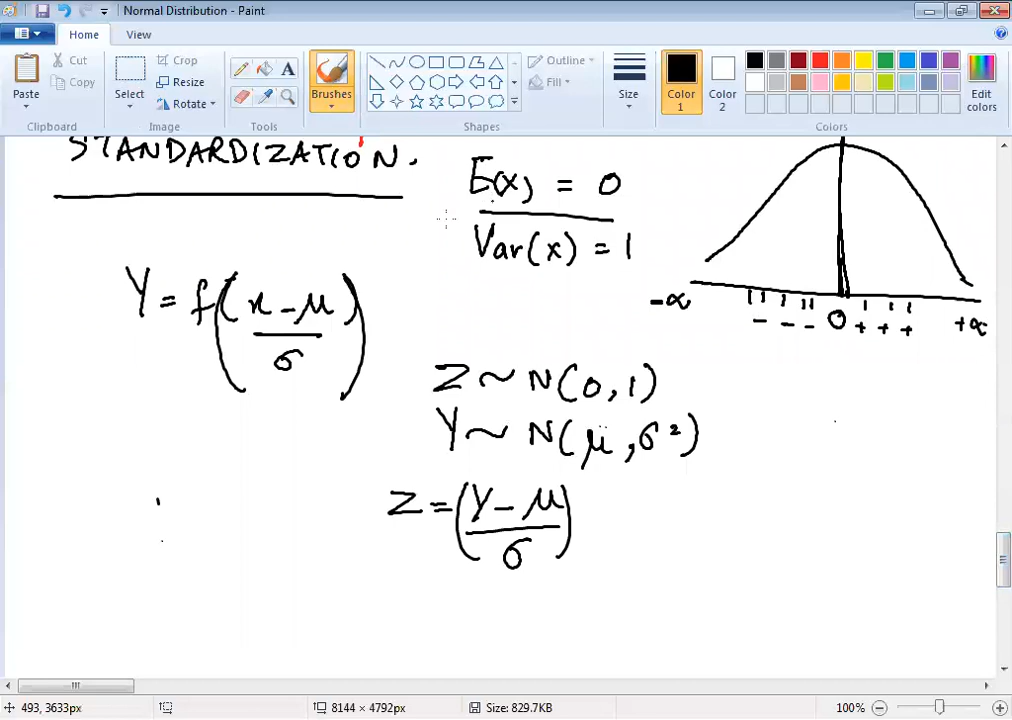 Normal Distribution - Paint
Home View
Paste
Cut
Copy
Clipboard
Select
Crop
Resize
Rotate
Image
A
Tools
Brushes
Outline
Fill
Shapes
Size
Color 1
Color 2
Edit colors
Colors
STANDARDIZATION.
E(x) = 0
Var(x) = 1
-α - - - 0 + + + +α
Y = f(x-μ/σ)
Z ~ N(0,1)
Y ~ N(μ,σ²)
Z = (Y-μ/σ)
493, 3633px
8144 × 4792px
Size: 829.7KB
100%